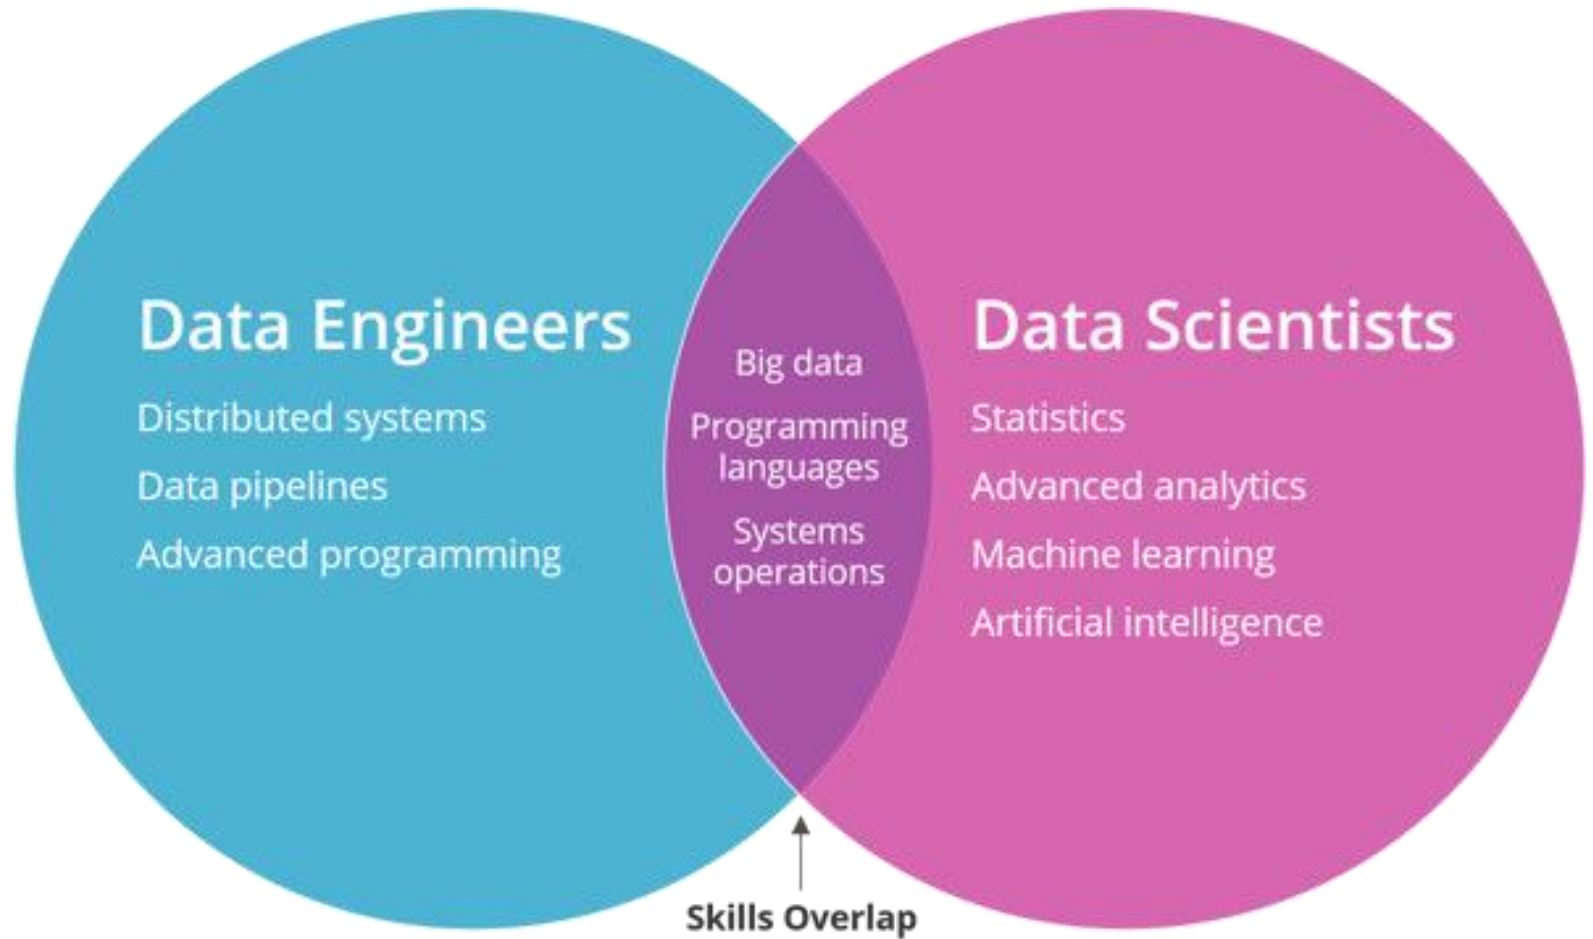 Data Engineers
Distributed systems
Data pipelines
Advanced programming
Big data
Programming
languages
Systems
operations
Data Scientists
Statistics
Advanced analytics
Machine learning
Artificial intelligence
Skills Overlap